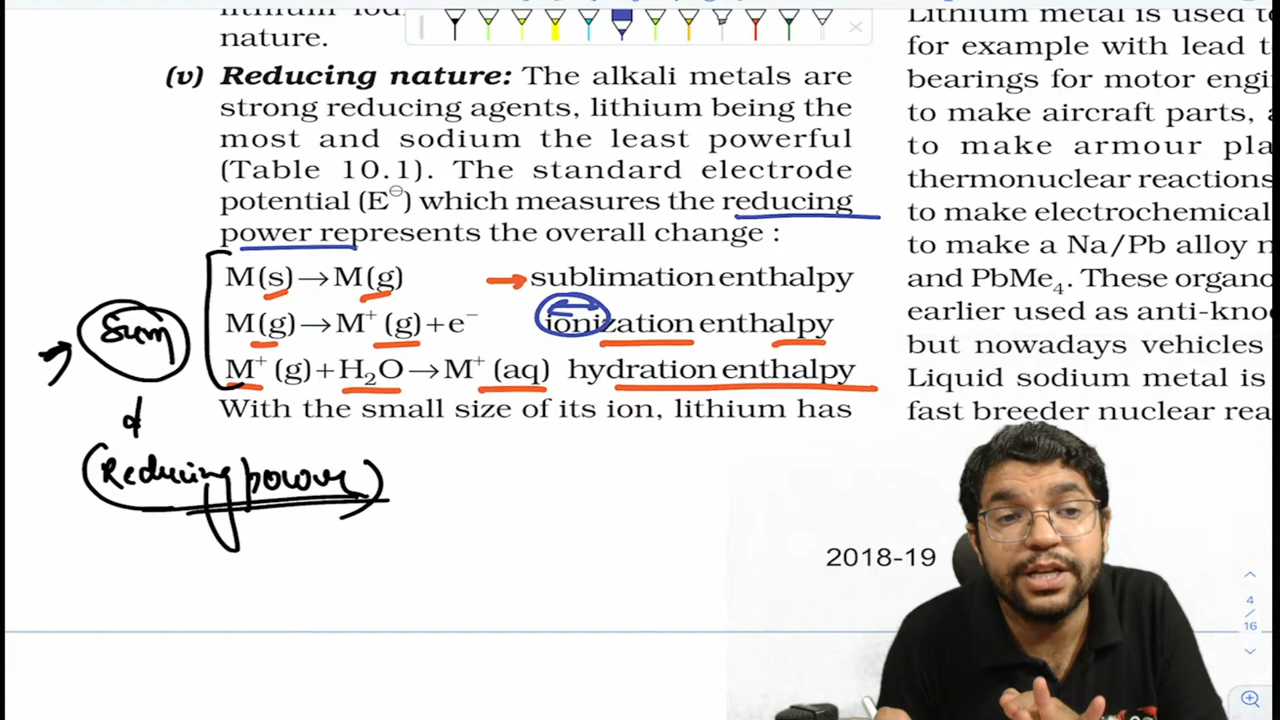 lithium iod
nature.
(v) Reducing nature: The alkali metals are
strong reducing agents, lithium being the
most and sodium the least powerful
(Table 10.1). The standard electrode
potential (E⊖) which measures the reducing
power represents the overall change :
M(s)→M(g) → sublimation enthalpy
M(g)→M⁺(g)+e⁻ ionization enthalpy
M⁺(g)+H₂O→M⁺(aq) hydration enthalpy
With the small size of its ion, lithium has
Sum
(Reducing power)
2018-19
Lithium metal is used to
for example with lead t
bearings for motor engi
to make aircraft parts, a
to make armour pla
thermonuclear reactions
to make electrochemical
to make a Na/Pb alloy n
and PbMe₄. These organo
earlier used as anti-kno
but nowadays vehicles
Liquid sodium metal is
fast breeder nuclear rea
4
/
16